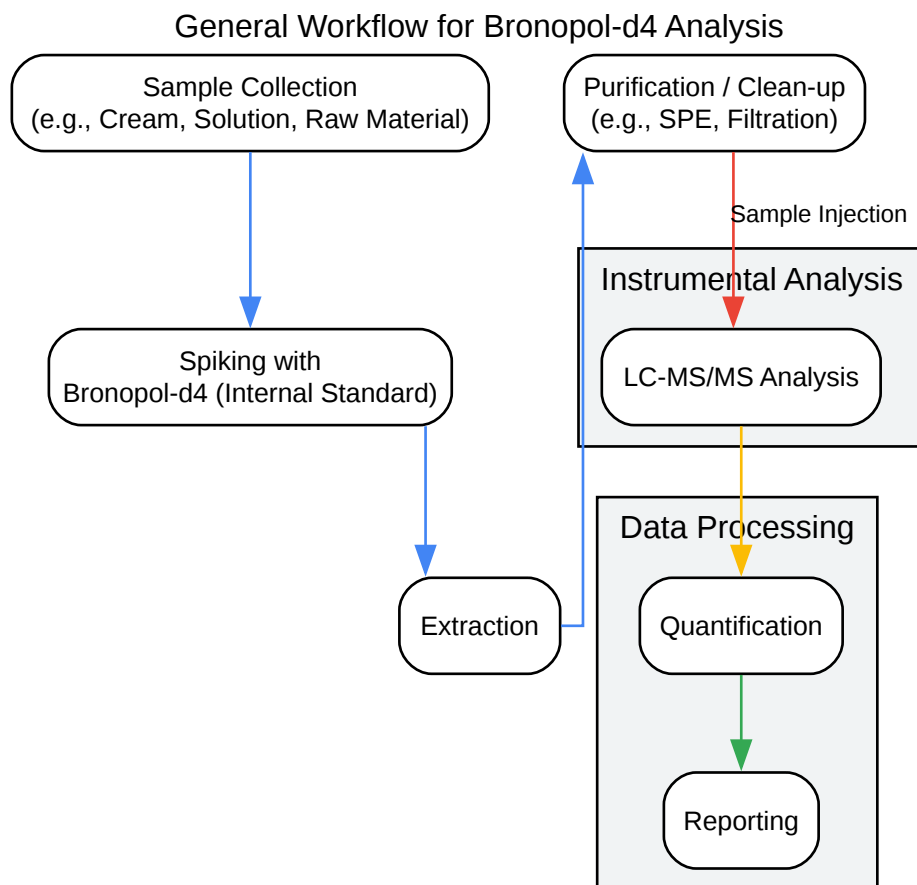 General Workflow for Bronopol-d4 Analysis
Sample Collection
(e.g., Cream, Solution, Raw Material)
Spiking with
Bronopol-d4 (Internal Standard)
Extraction
Purification / Clean-up
(e.g., SPE, Filtration)
Sample Injection
Instrumental Analysis
LC-MS/MS Analysis
Data Processing
Quantification
Reporting